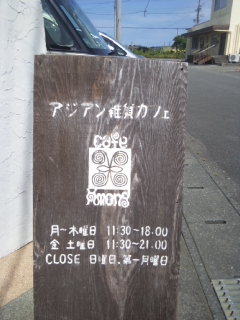 アジアン雑貨カフェ
Cafe
Amons
月～木曜日 11:30～18:00
金 土曜日 11:30～21:00
CLOSE 日曜日、第一月曜日